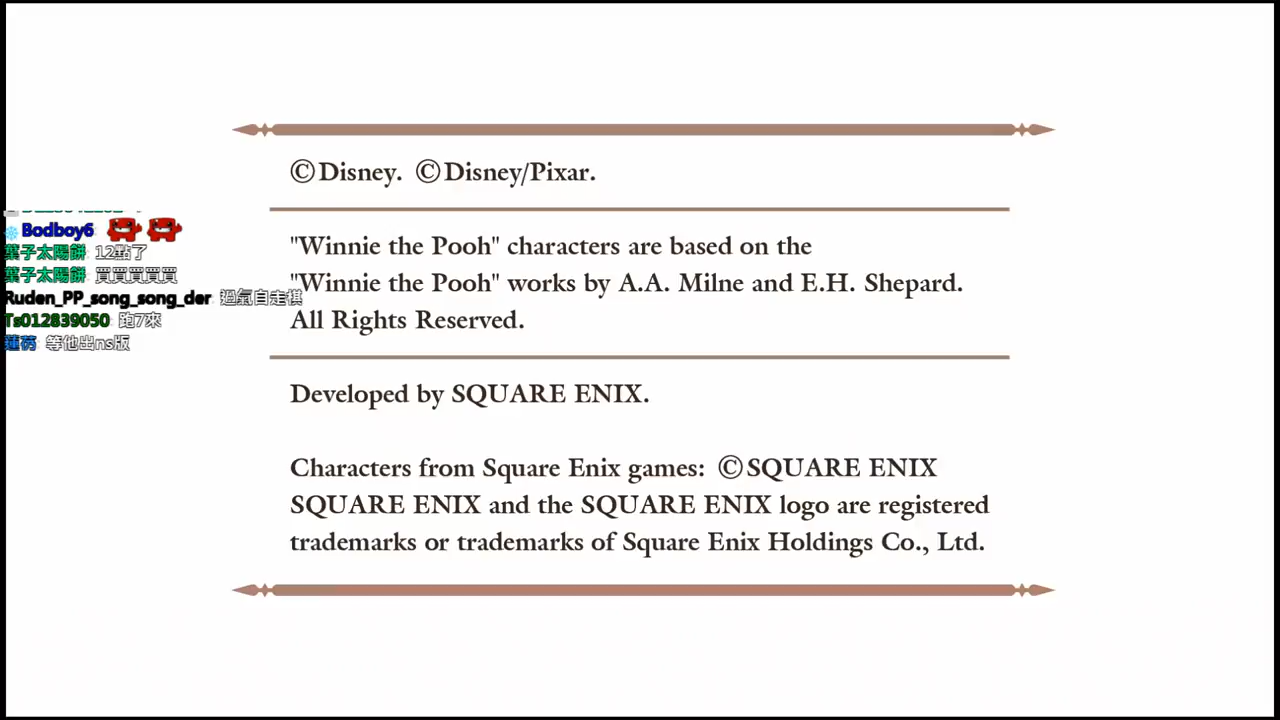 ©Disney. ©Disney/Pixar.
"Winnie the Pooh" characters are based on the
"Winnie the Pooh" works by A.A. Milne and E.H. Shepard.
All Rights Reserved.
Developed by SQUARE ENIX.
Characters from Square Enix games: ©SQUARE ENIX
SQUARE ENIX and the SQUARE ENIX logo are registered
trademarks or trademarks of Square Enix Holdings Co., Ltd.
Bodboy6
葉子太陽餅: 12點了
葉子太陽餅: 買買買買買
Ruden_PP_song_song_der: 過氣自走棋
Ts012839050: 跑7來
蓮蒍: 等他出ns版